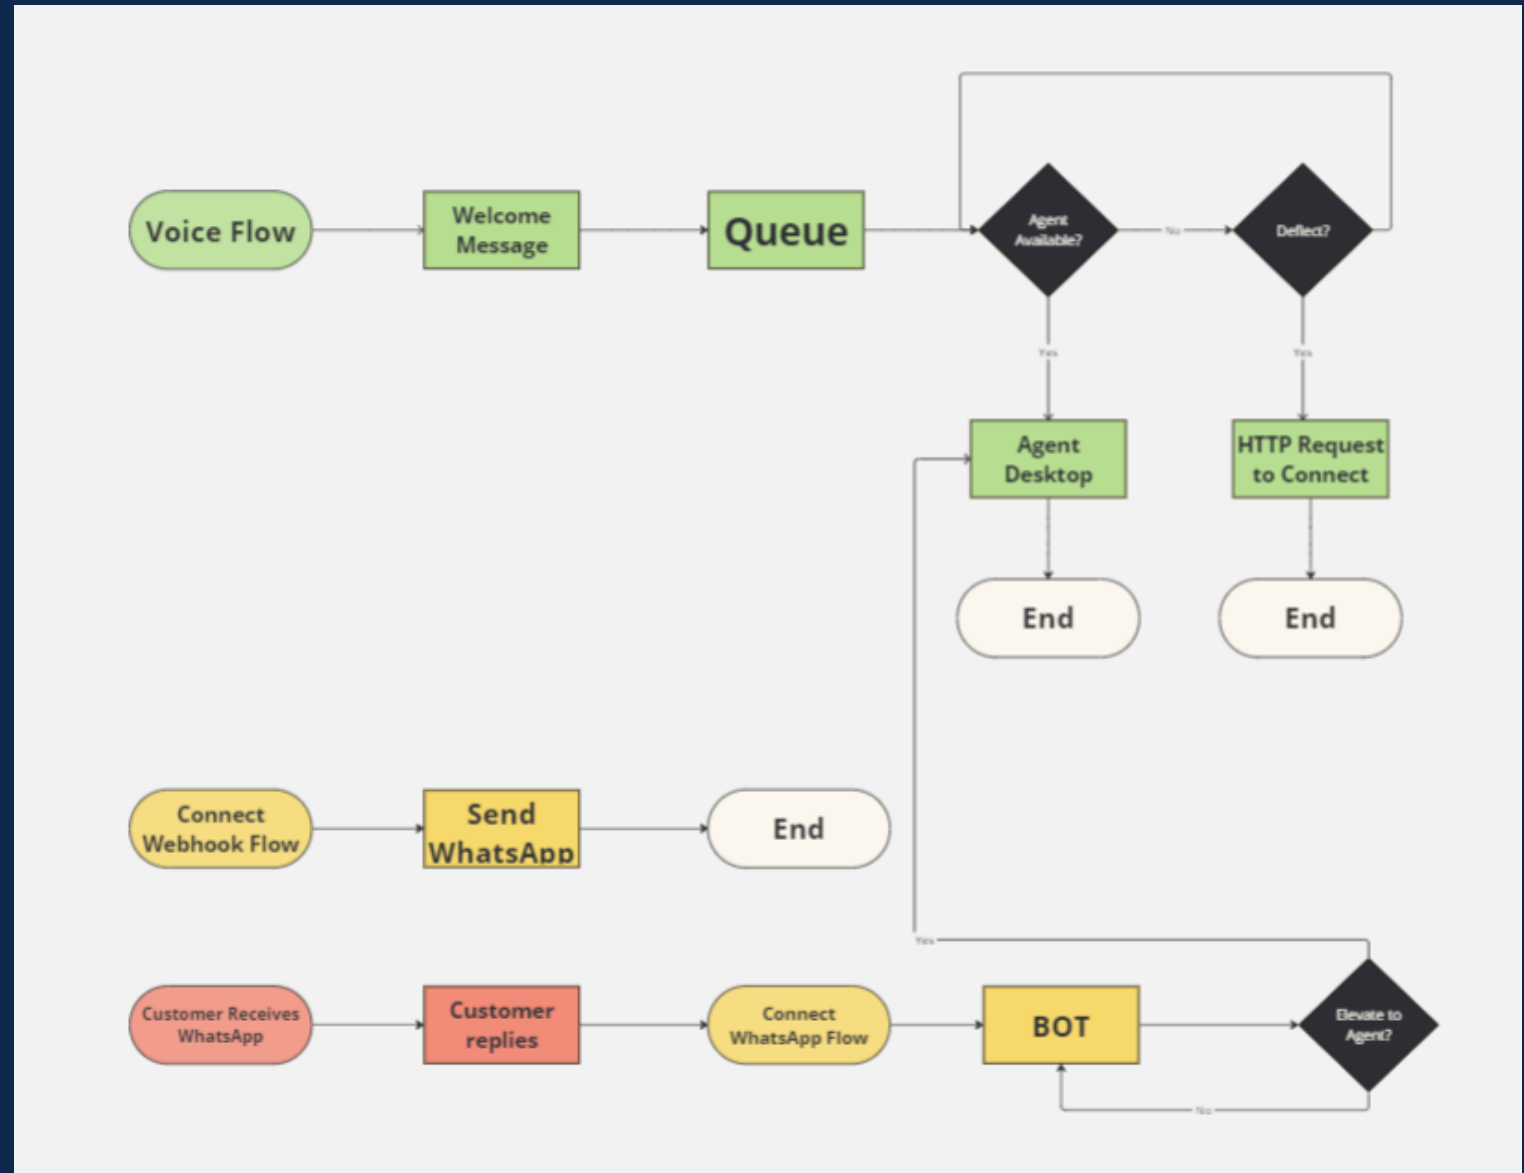 Voice Flow
Welcome
Message
Queue
Agent
Available?
No
Deflect?
Yes
Yes
Agent
Desktop
HTTP Request
to Connect
End
End
Connect
Webhook Flow
Send
WhatsApp
End
Yes
Customer Receives
WhatsApp
Customer
replies
Connect
WhatsApp Flow
BOT
Elevate to
Agent?
No